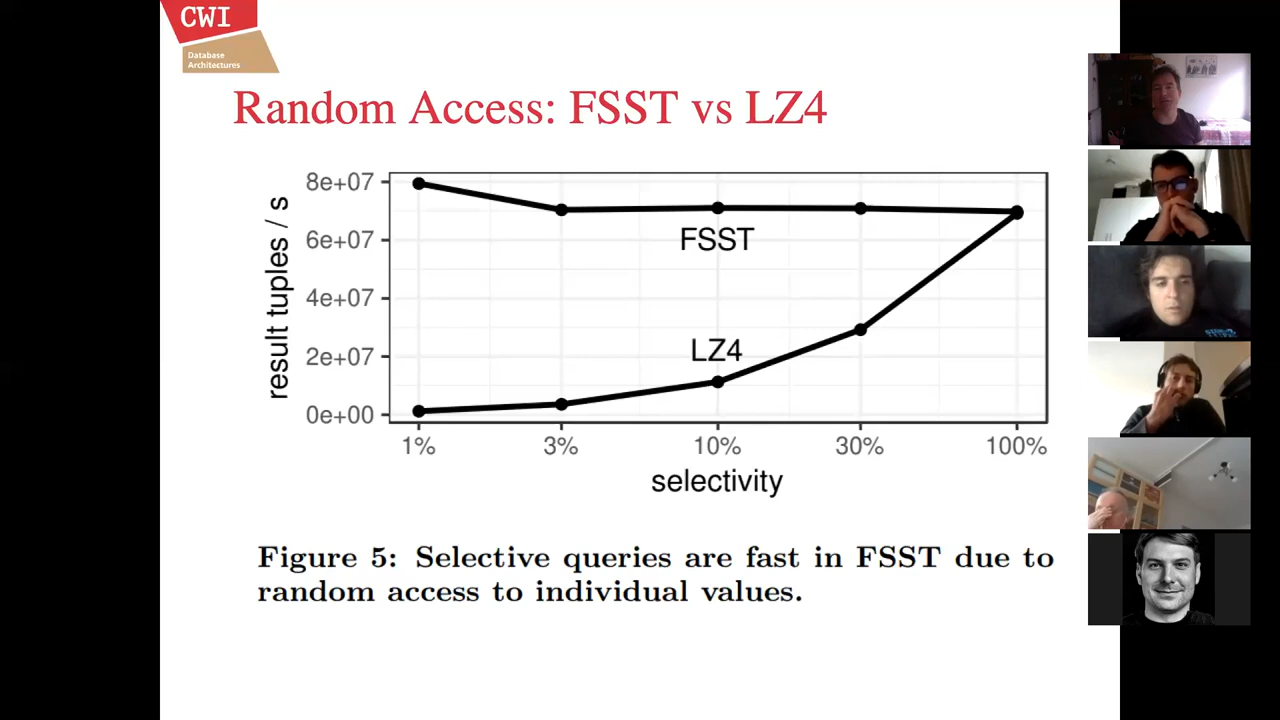 CWI
Database
Architectures
Random Access: FSST vs LZ4
result tuples / s
8e+07
6e+07
4e+07
2e+07
0e+00
FSST
LZ4
1%
3%
10%
30%
100%
selectivity
Figure 5: Selective queries are fast in FSST due to
random access to individual values.